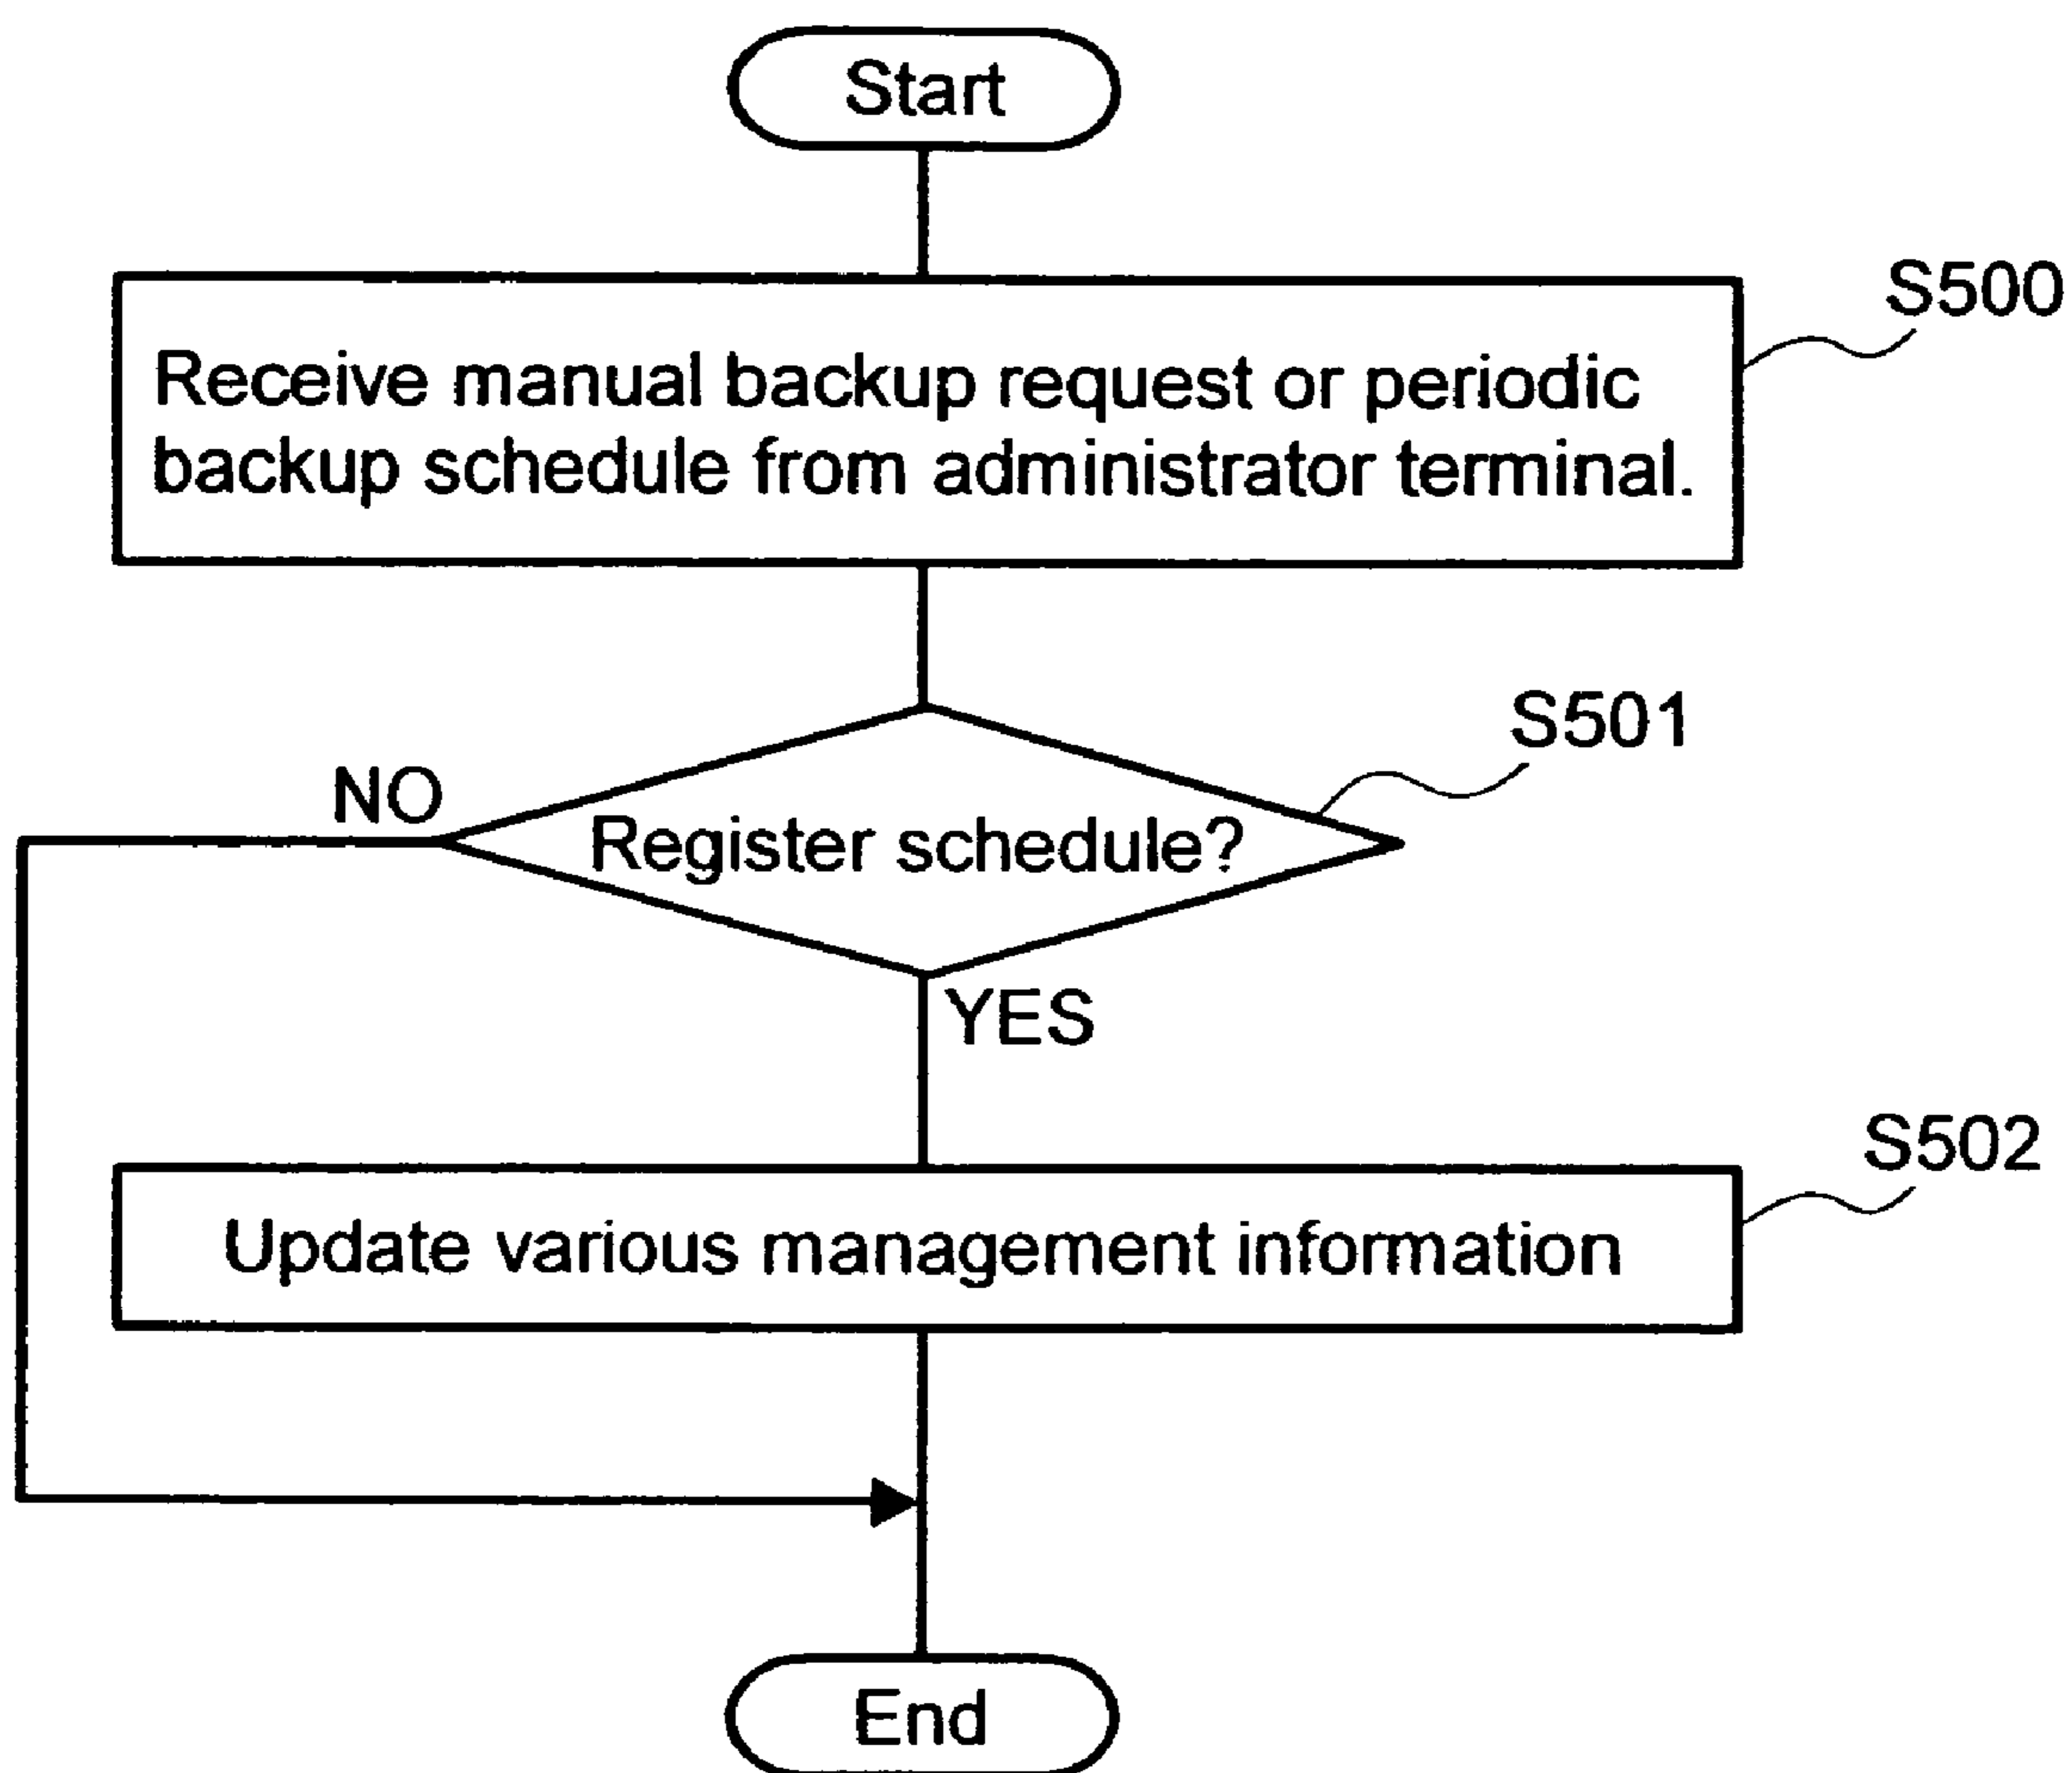 Start
S500
Receive manual backup request or periodic
backup schedule from administrator terminal.
S501
NO
Register schedule?
YES
S502
Update various management information
End